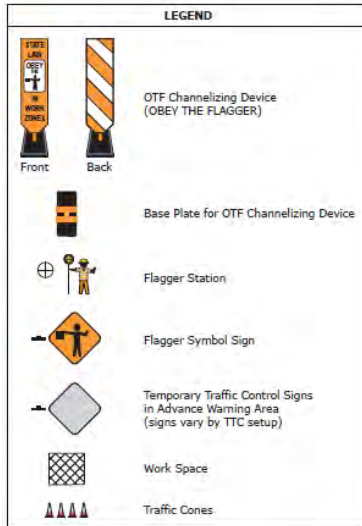 LEGEND
STATE
LAW
OBEY
THE
IN
WORK
ZONES
Front
Back
OTF Channelizing Device
(OBEY THE FLAGGER)
Base Plate for OTF Channelizing Device
Flagger Station
Flagger Symbol Sign
Temporary Traffic Control Signs
in Advance Warning Area
(signs vary by TTC setup)
Work Space
Traffic Cones